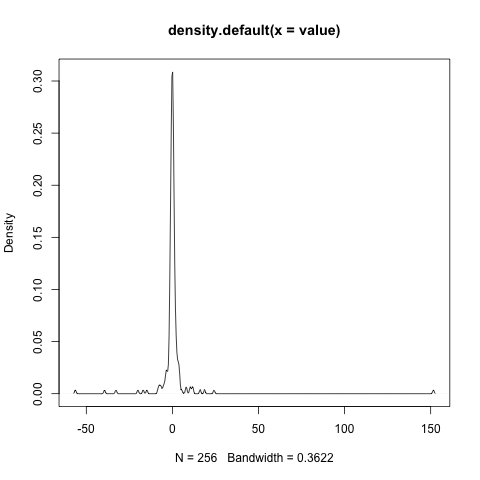 density.default(x = value)
Density
0.30
0.25
0.20
0.15
0.10
0.05
0.00
-50 0 50 100 150
N = 256 Bandwidth = 0.3622